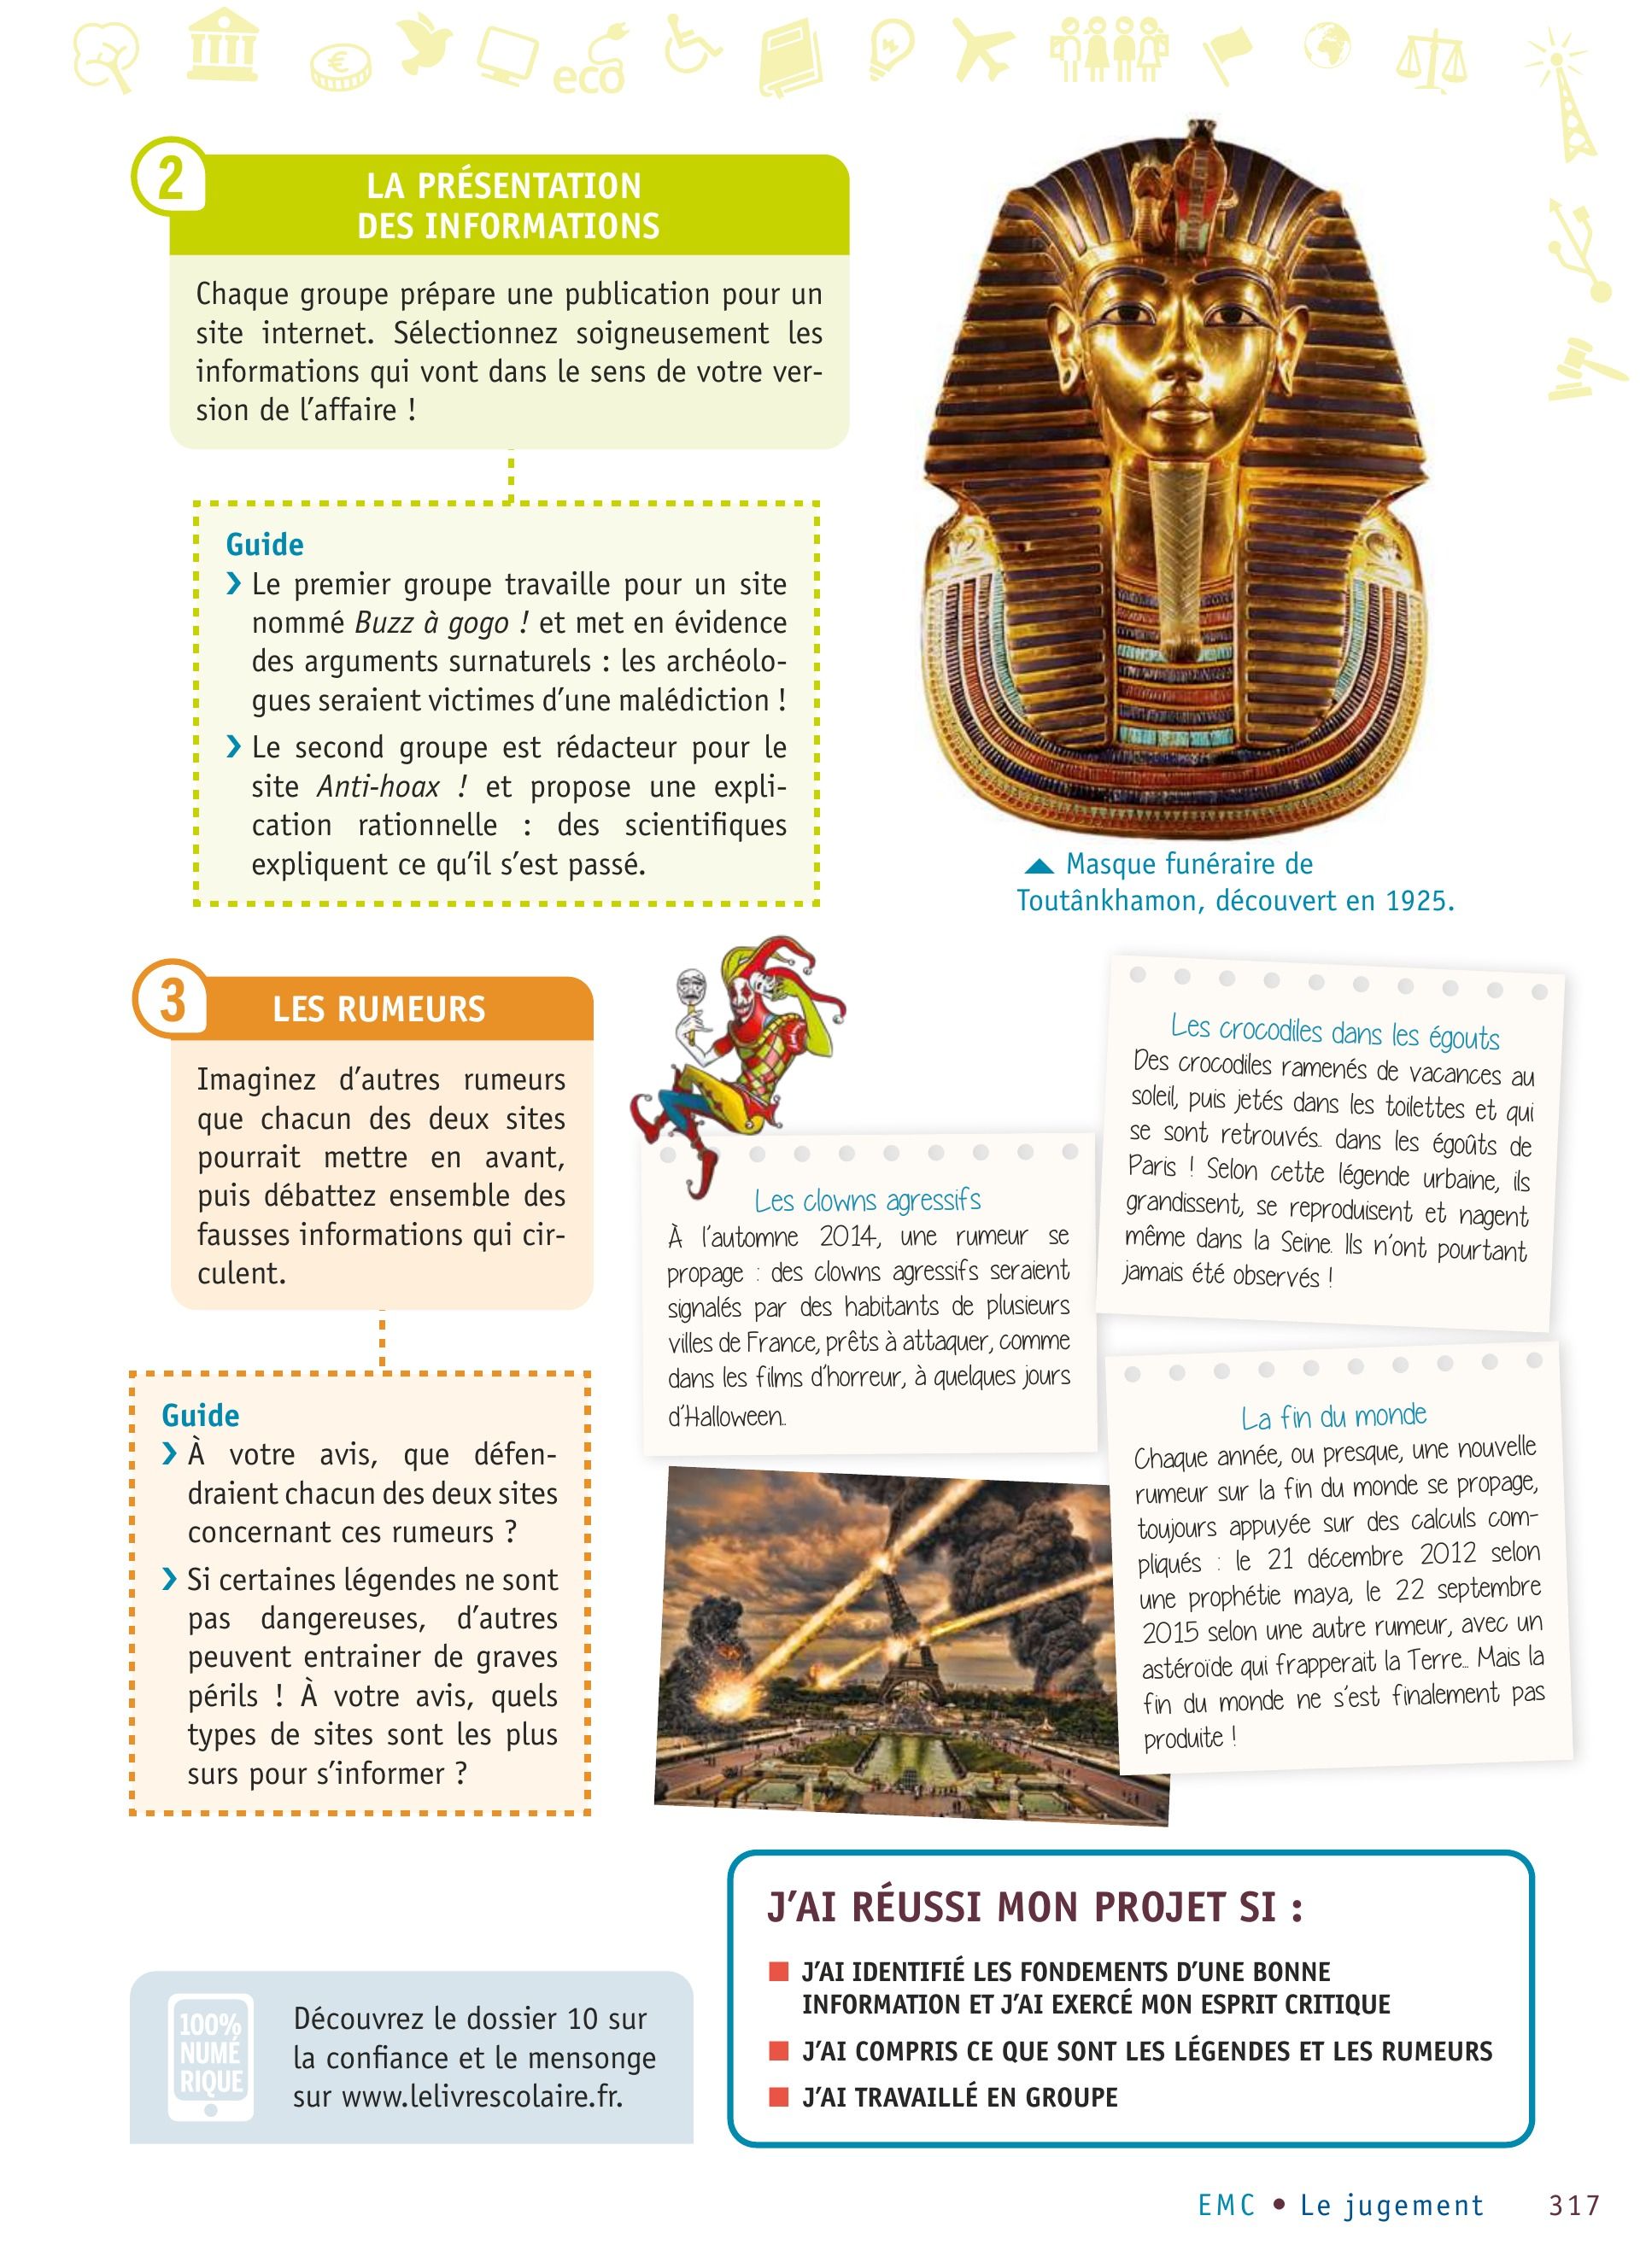 eco
2
LA PRÉSENTATION
DES INFORMATIONS
Chaque groupe prépare une publication pour un
site internet. Sélectionnez soigneusement les
informations qui vont dans le sens de votre ver-
sion de l’affaire !
Guide
› Le premier groupe travaille pour un site
nommé Buzz à gogo ! et met en évidence
des arguments surnaturels : les archéolo-
gues seraient victimes d’une malédiction !
› Le second groupe est rédacteur pour le
site Anti-hoax ! et propose une expli-
cation rationnelle : des scientifiques
expliquent ce qu’il s’est passé.
Masque funéraire de
Toutânkhamon, découvert en 1925.
3
LES RUMEURS
Imaginez d’autres rumeurs
que chacun des deux sites
pourrait mettre en avant,
puis débattez ensemble des
fausses informations qui cir-
culent.
Guide
› À votre avis, que défen-
draient chacun des deux sites
concernant ces rumeurs ?
› Si certaines légendes ne sont
pas dangereuses, d’autres
peuvent entrainer de graves
périls ! À votre avis, quels
types de sites sont les plus
surs pour s’informer ?
Les clowns agressifs
À l’automne 2014, une rumeur se
propage : des clowns agressifs seraient
signalés par des habitants de plusieurs
villes de France, prêts à attaquer, comme
dans les films d’horreur, à quelques jours
d’Halloween.
Les crocodiles dans les égouts
Des crocodiles ramenés de vacances au
soleil, puis jetés dans les toilettes et qui
se sont retrouvés... dans les égoûts de
Paris ! Selon cette légende urbaine, ils
grandissent, se reproduisent et nagent
même dans la Seine. Ils n’ont pourtant
jamais été observés !
La fin du monde
Chaque année, ou presque, une nouvelle
rumeur sur la fin du monde se propage,
toujours appuyée sur des calculs com-
pliqués : le 21 décembre 2012 selon
une prophétie maya, le 22 septembre
2015 selon une autre rumeur, avec un
astéroïde qui frapperait la Terre... Mais la
fin du monde ne s’est finalement pas
produite !
J’AI RÉUSSI MON PROJET SI :
J’AI IDENTIFIÉ LES FONDEMENTS D’UNE BONNE
INFORMATION ET J’AI EXERCÉ MON ESPRIT CRITIQUE
J’AI COMPRIS CE QUE SONT LES LÉGENDES ET LES RUMEURS
J’AI TRAVAILLÉ EN GROUPE
100%
NUMÉ
RIQUE
Découvrez le dossier 10 sur
la confiance et le mensonge
sur www.lelivrescolaire.fr.
EMC • Le jugement 317